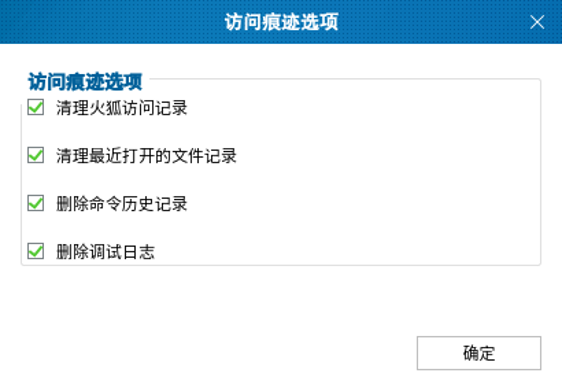 访问痕迹选项
访问痕迹选项
清理火狐访问记录
清理最近打开的文件记录
删除命令历史记录
删除调试日志
确定